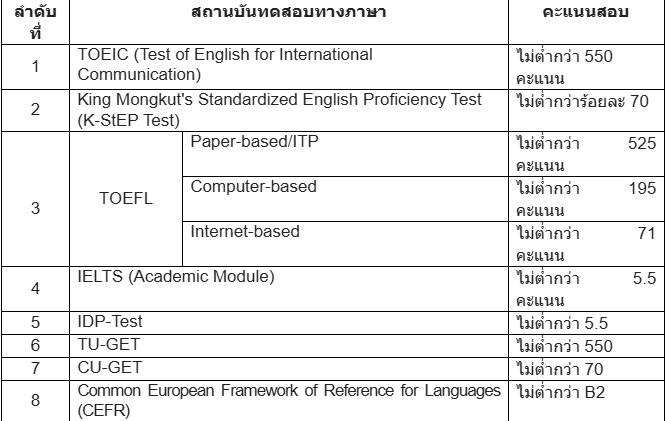 ลำดับ สถานบันทดสอบทางภาษา คะแนนสอบ
ที่
1 TOEIC (Test of English for International ไม่ต่ำกว่า 550
Communication) คะแนน
2 King Mongkut's Standardized English Proficiency Test ไม่ต่ำกว่าร้อยละ 70
(K-StEP Test)
3 TOEFL Paper-based/ITP ไม่ต่ำกว่า 525
คะแนน
Computer-based ไม่ต่ำกว่า 195
คะแนน
Internet-based ไม่ต่ำกว่า 71
คะแนน
4 IELTS (Academic Module) ไม่ต่ำกว่า 5.5
คะแนน
5 IDP-Test ไม่ต่ำกว่า 5.5
6 TU-GET ไม่ต่ำกว่า 550
7 CU-GET ไม่ต่ำกว่า 70
8 Common European Framework of Reference for Languages ไม่ต่ำกว่า B2
(CEFR)